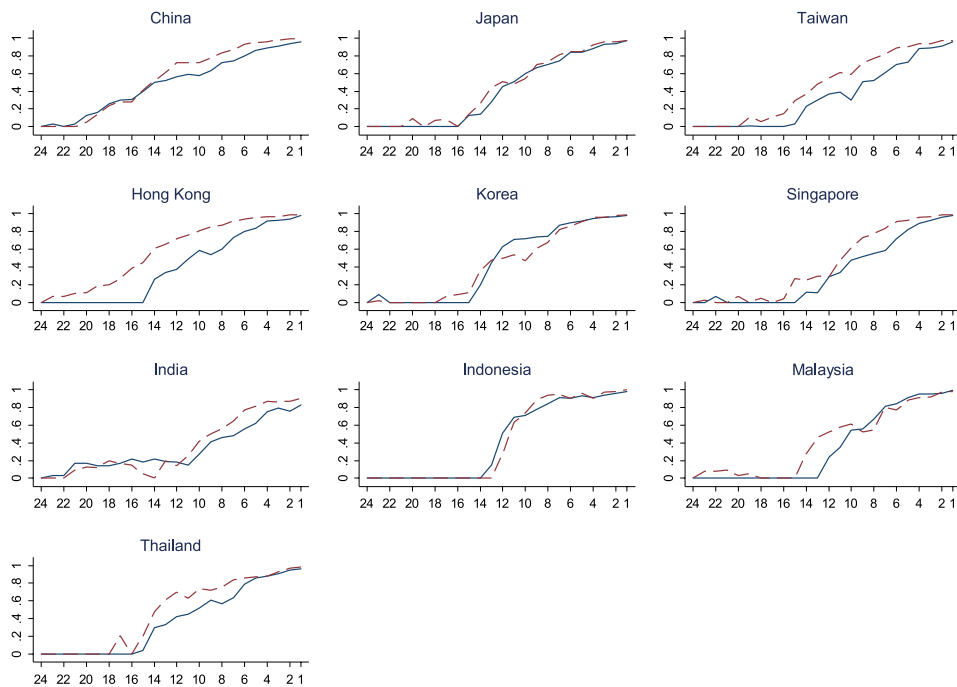 China Japan Taiwan
0 .2 .4 .6 .8 1
24 22 20 18 16 14 12 10 8 6 4 2 1
0 .2 .4 .6 .8 1
24 22 20 18 16 14 12 10 8 6 4 2 1
0 .2 .4 .6 .8 1
24 22 20 18 16 14 12 10 8 6 4 2 1
Hong Kong Korea Singapore
0 .2 .4 .6 .8 1
24 22 20 18 16 14 12 10 8 6 4 2 1
0 .2 .4 .6 .8 1
24 22 20 18 16 14 12 10 8 6 4 2 1
0 .2 .4 .6 .8 1
24 22 20 18 16 14 12 10 8 6 4 2 1
India Indonesia Malaysia
0 .2 .4 .6 .8 1
24 22 20 18 16 14 12 10 8 6 4 2 1
0 .2 .4 .6 .8 1
24 22 20 18 16 14 12 10 8 6 4 2 1
0 .2 .4 .6 .8 1
24 22 20 18 16 14 12 10 8 6 4 2 1
Thailand
0 .2 .4 .6 .8 1
24 22 20 18 16 14 12 10 8 6 4 2 1